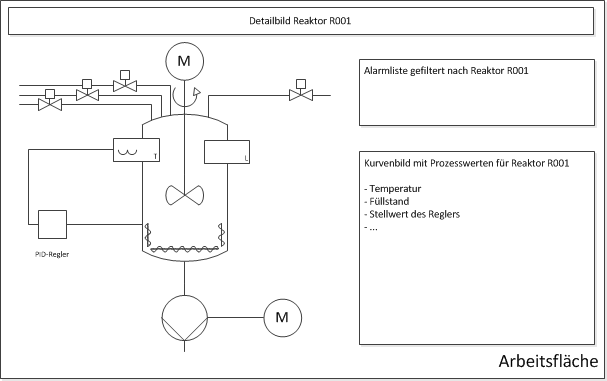 Detailbild Reaktor R001
M
Alarmliste gefiltert nach Reaktor R001
T
L
Kurvenbild mit Prozesswerten für Reaktor R001
- Temperatur
- Füllstand
- Stellwert des Reglers
- ...
PID-Regler
M
Arbeitsfläche